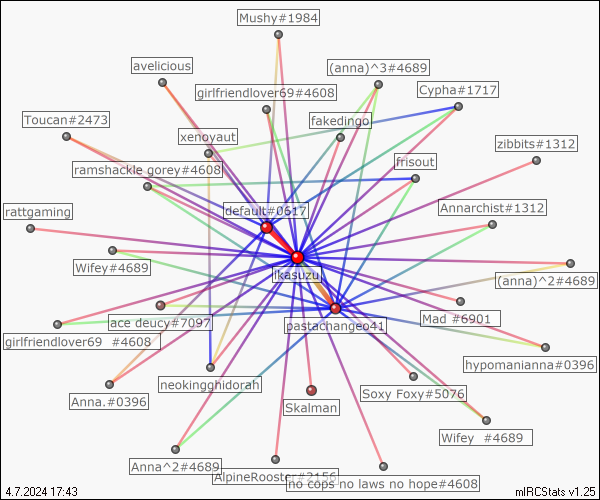 Mushy#1984
avelicious
(anna)^3#4689
girlfriendlover69#4608
Cypha#1717
Toucan#2473
fakedingo
xenoyaut
zibbits#1312
frisout
ramshackle gorey#4608
rattgaming
default#0617
Annarchist#1312
Wifey#4689
ikasuzu
(anna)^2#4689
ace deucy#7097
pastachangeo41
Mad #6901
girlfriendlover69 #4608
hypomanianna#0396
neokingghidorah
Soxy Foxy#5076
Anna.#0396
Skalman
Wifey #4689
Anna^2#4689
AlpineRooster#2156
no cops no laws no hope#4608
4.7.2024 17:43
mIRCStats v1.25